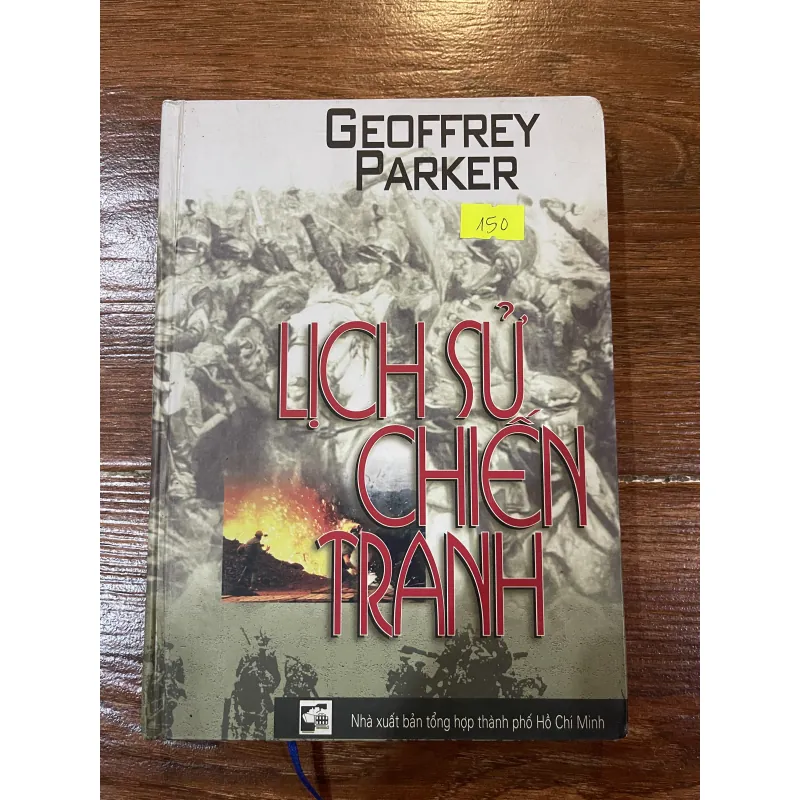 GEOFFREY
PARKER
150
LỊCH SỬ
CHIẾN
TRANH
Nhà xuất bản tổng hợp thành phố Hồ Chí Minh